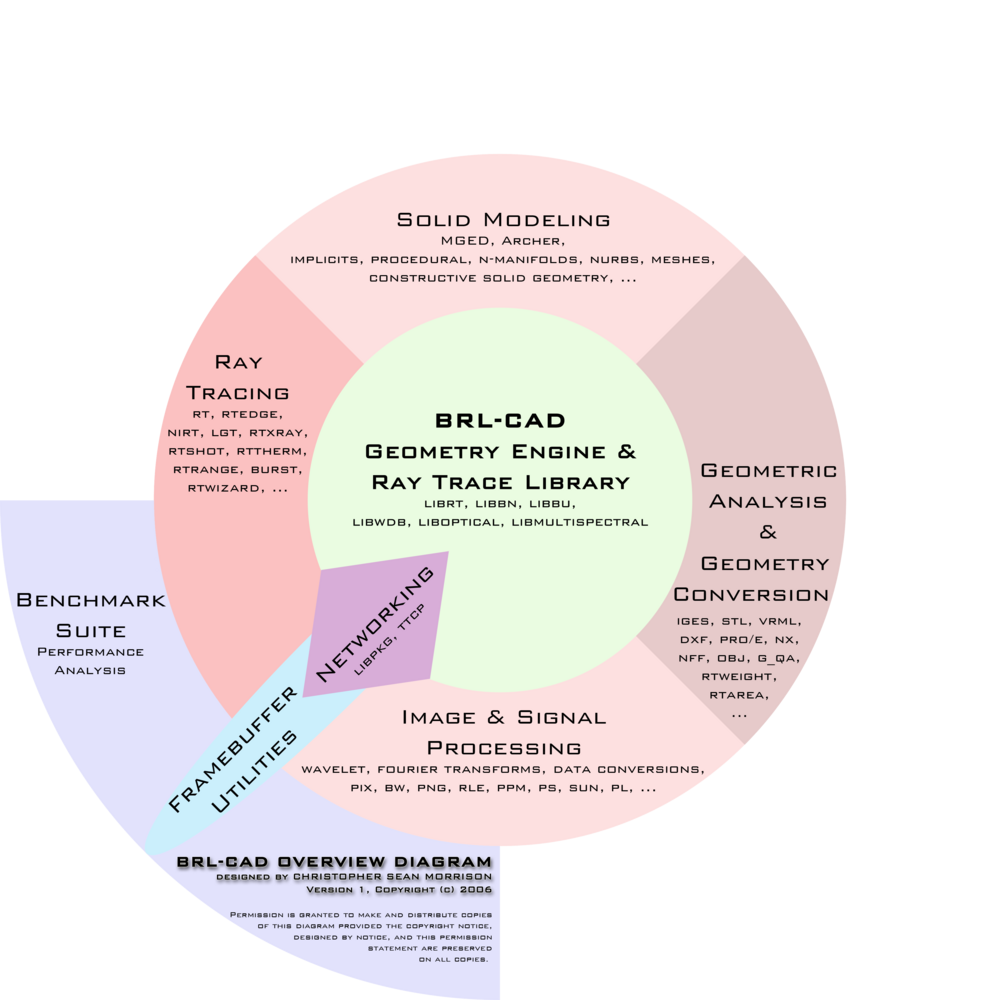 Solid Modeling
MGED, Archer,
implicits, procedural, n-manifolds, NURBS, meshes,
constructive solid geometry, ...
Ray
Tracing
rt, rtedge,
nirt, lgt, rtxray,
rtshot, rttherm,
rtrange, burst,
rtwizard, ...
BRL-CAD
Geometry Engine &
Ray Trace Library
librt, libbn, libbu,
libwdb, liboptical, libmultispectral
Geometric
Analysis
&
Geometry
Conversion
IGES, STL, VRML,
DXF, Pro/E, NX,
NFF, OBJ, g_qa,
rtweight,
rtarea,
...
Networking
libpkg, ttcp
Benchmark
Suite
Performance
Analysis
Framebuffer
Utilities
Image & Signal
Processing
wavelet, fourier transforms, data conversions,
pix, bw, png, rle, ppm, ps, sun, pl, ...
BRL-CAD Overview Diagram
designed by Christopher Sean Morrison
Version 1, Copyright (c) 2006
Permission is granted to make and distribute copies
of this diagram provided the copyright notice,
designed by notice, and this permission
statement are preserved
on all copies.